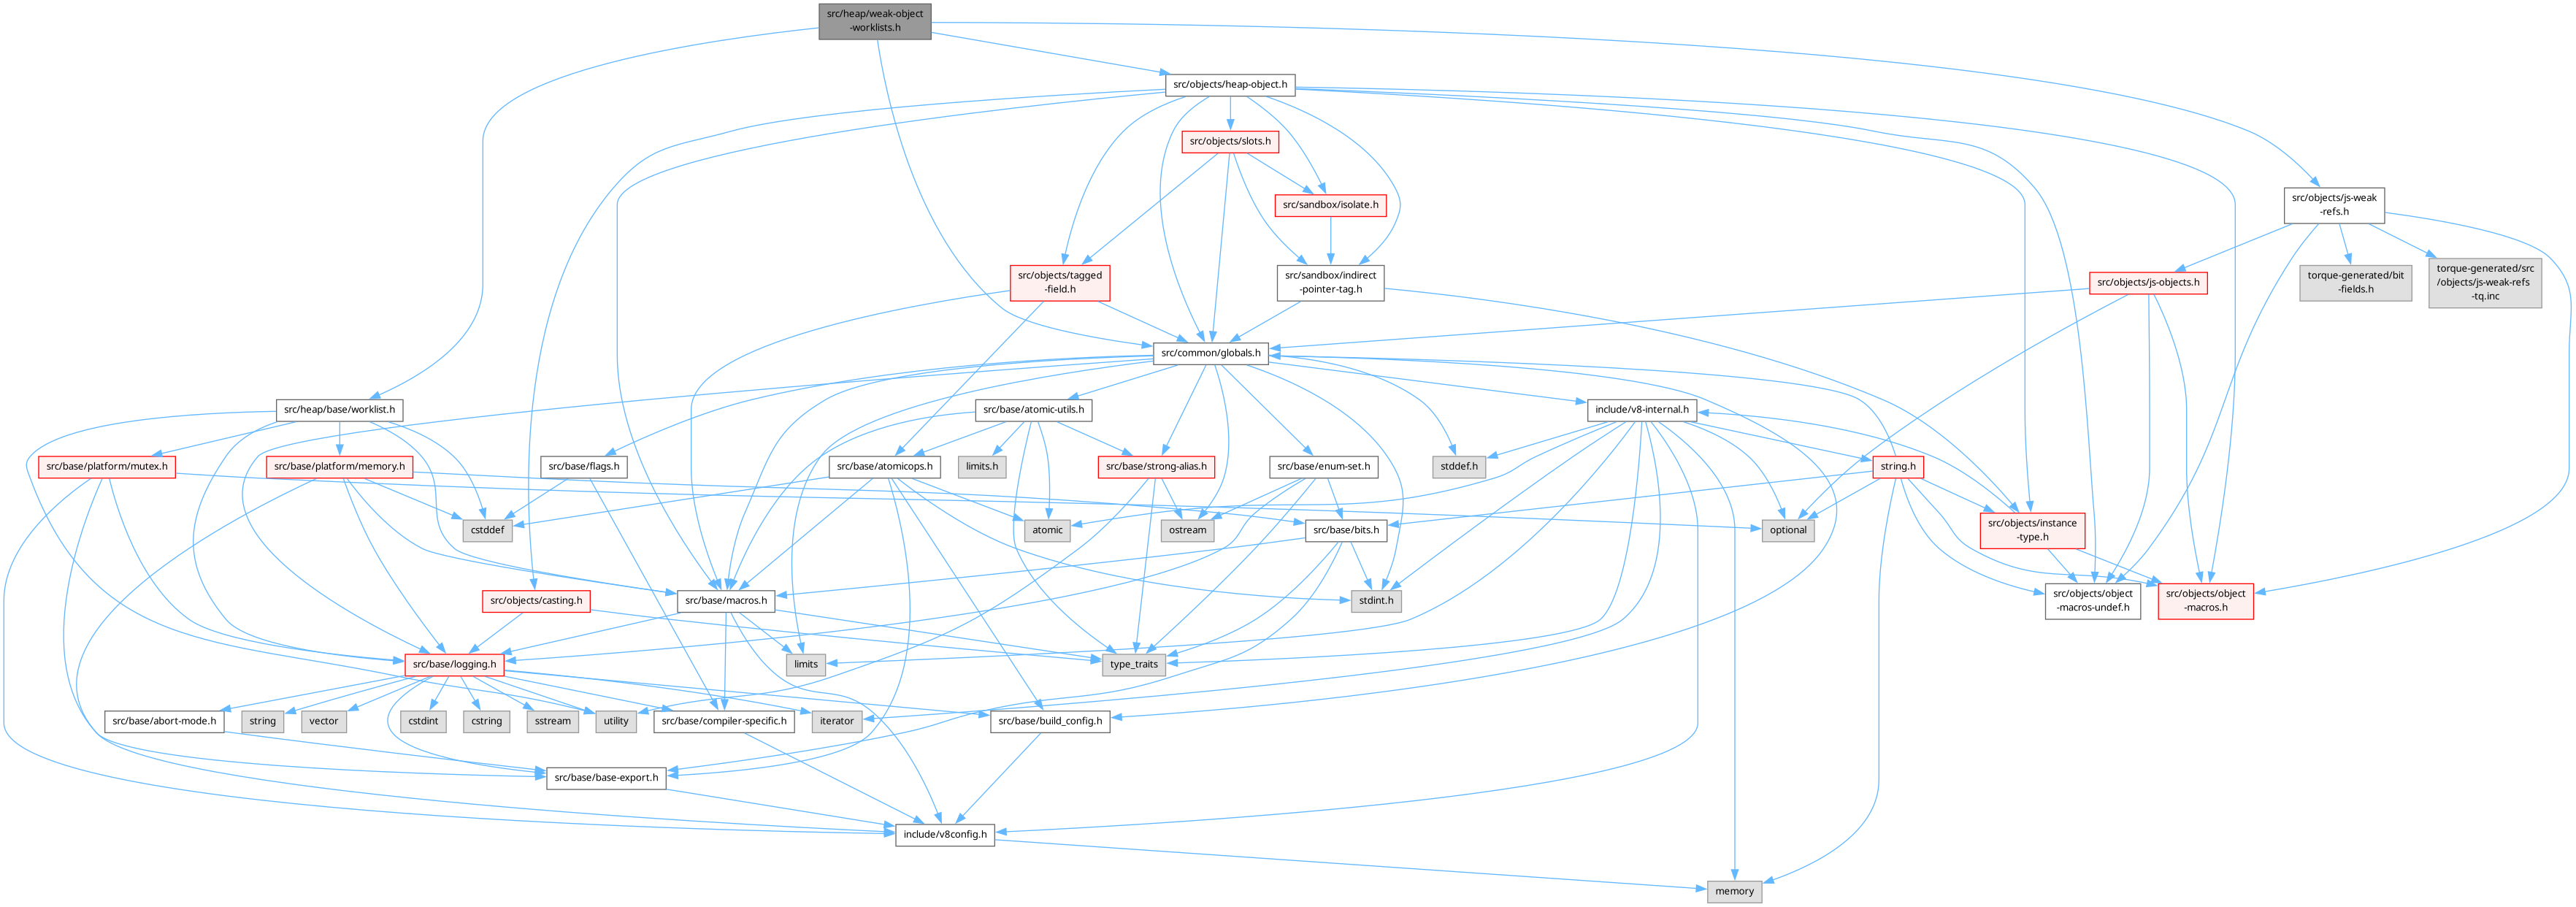 src/heap/weak-object
-worklists.h
src/objects/heap-object.h
src/objects/slots.h
src/sandbox/isolate.h
src/objects/js-weak
-refs.h
src/objects/tagged
-field.h
src/sandbox/indirect
-pointer-tag.h
src/objects/js-objects.h
torque-generated/bit
-fields.h
torque-generated/src
/objects/js-weak-refs
-tq.inc
src/common/globals.h
src/heap/base/worklist.h
src/base/atomic-utils.h
include/v8-internal.h
src/base/platform/mutex.h
src/base/platform/memory.h
src/base/flags.h
src/base/atomicops.h
limits.h
src/base/strong-alias.h
src/base/enum-set.h
stddef.h
string.h
cstddef
atomic
ostream
src/base/bits.h
optional
src/objects/instance
-type.h
src/objects/casting.h
src/base/macros.h
stdint.h
src/objects/object
-macros-undef.h
src/objects/object
-macros.h
src/base/logging.h
limits
type_traits
src/base/abort-mode.h
string
vector
cstdint
cstring
sstream
utility
src/base/compiler-specific.h
iterator
src/base/build_config.h
src/base/base-export.h
include/v8config.h
memory